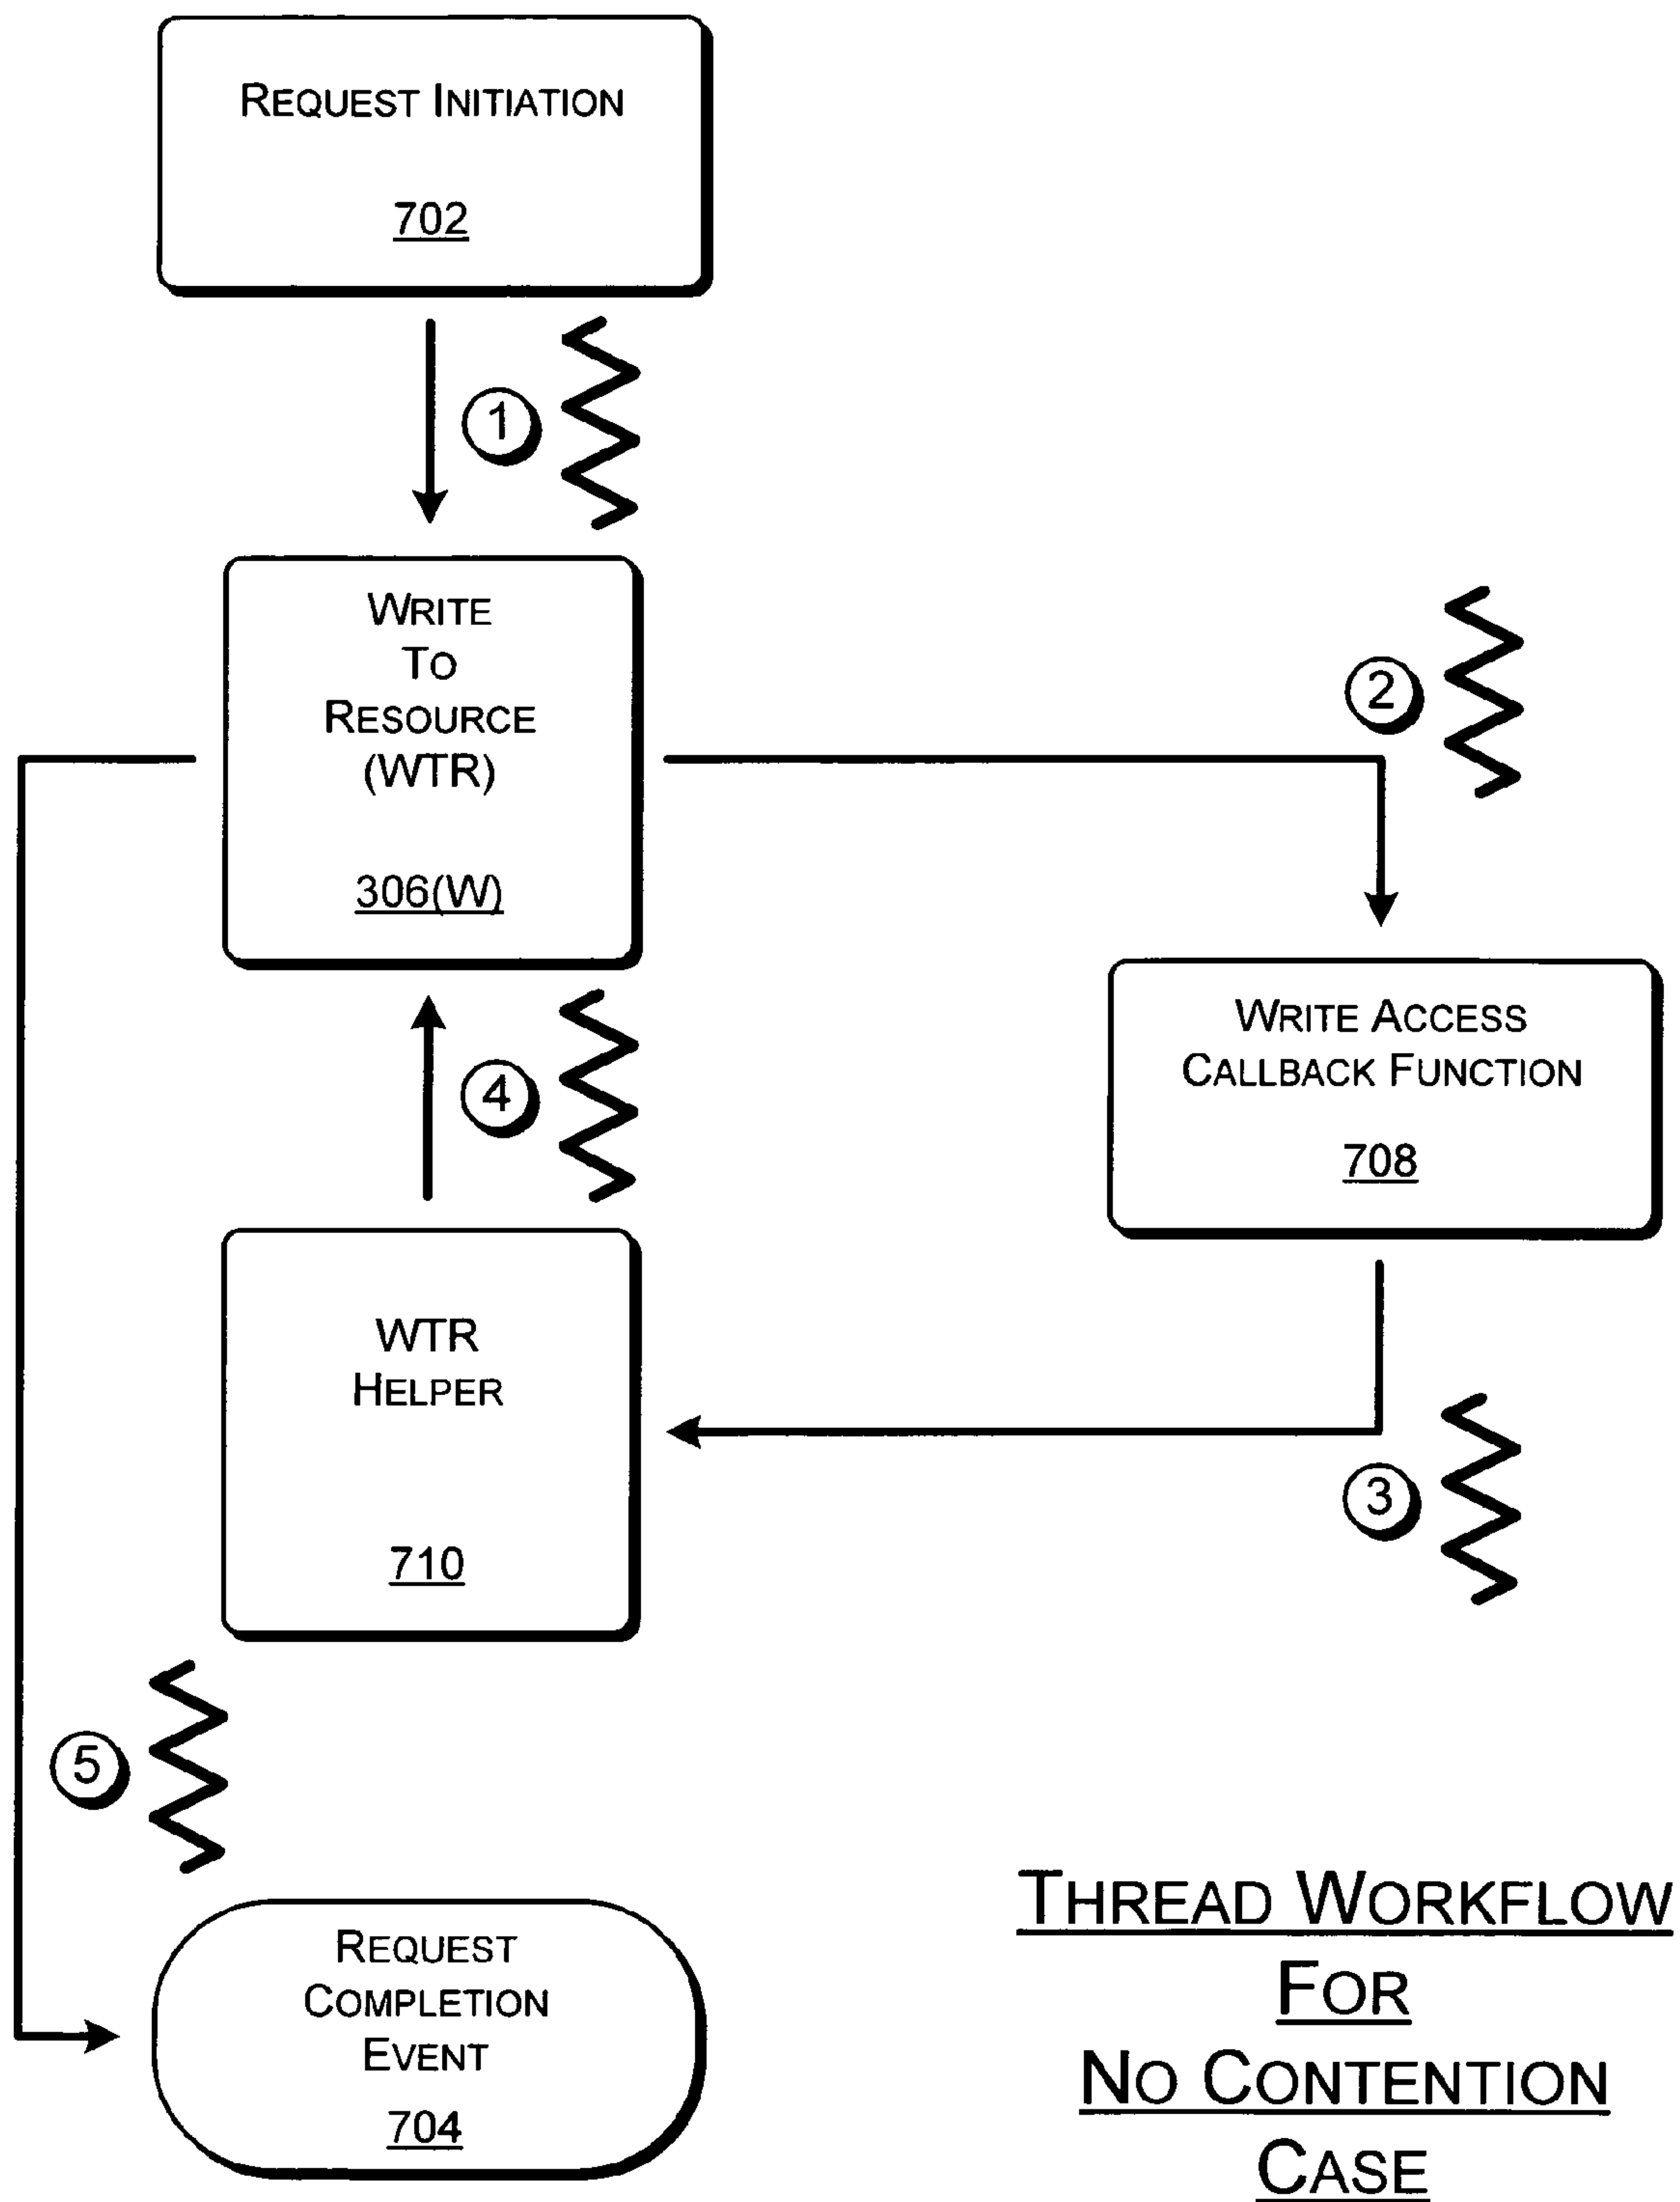 REQUEST INITIATION
702
1
WRITE
TO
RESOURCE
(WTR)
306(W)
2
WRITE ACCESS
CALLBACK FUNCTION
708
4
WTR
HELPER
710
3
5
REQUEST
COMPLETION
EVENT
704
THREAD WORKFLOW
FOR
NO CONTENTION
CASE